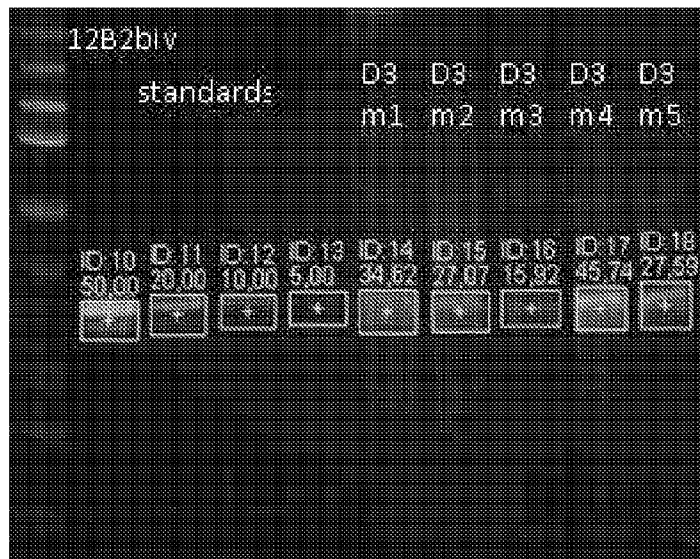 12B2blv
standards
D3 D3 D3 D3 D3
m1 m2 m3 m4 m5
ID:10 ID:11 ID:12 ID:13 ID:14 ID:15 ID:16 ID:17 ID:18
50,00 20,00 10,00 5,00 34,62 27,07 15,92 45,74 27,59